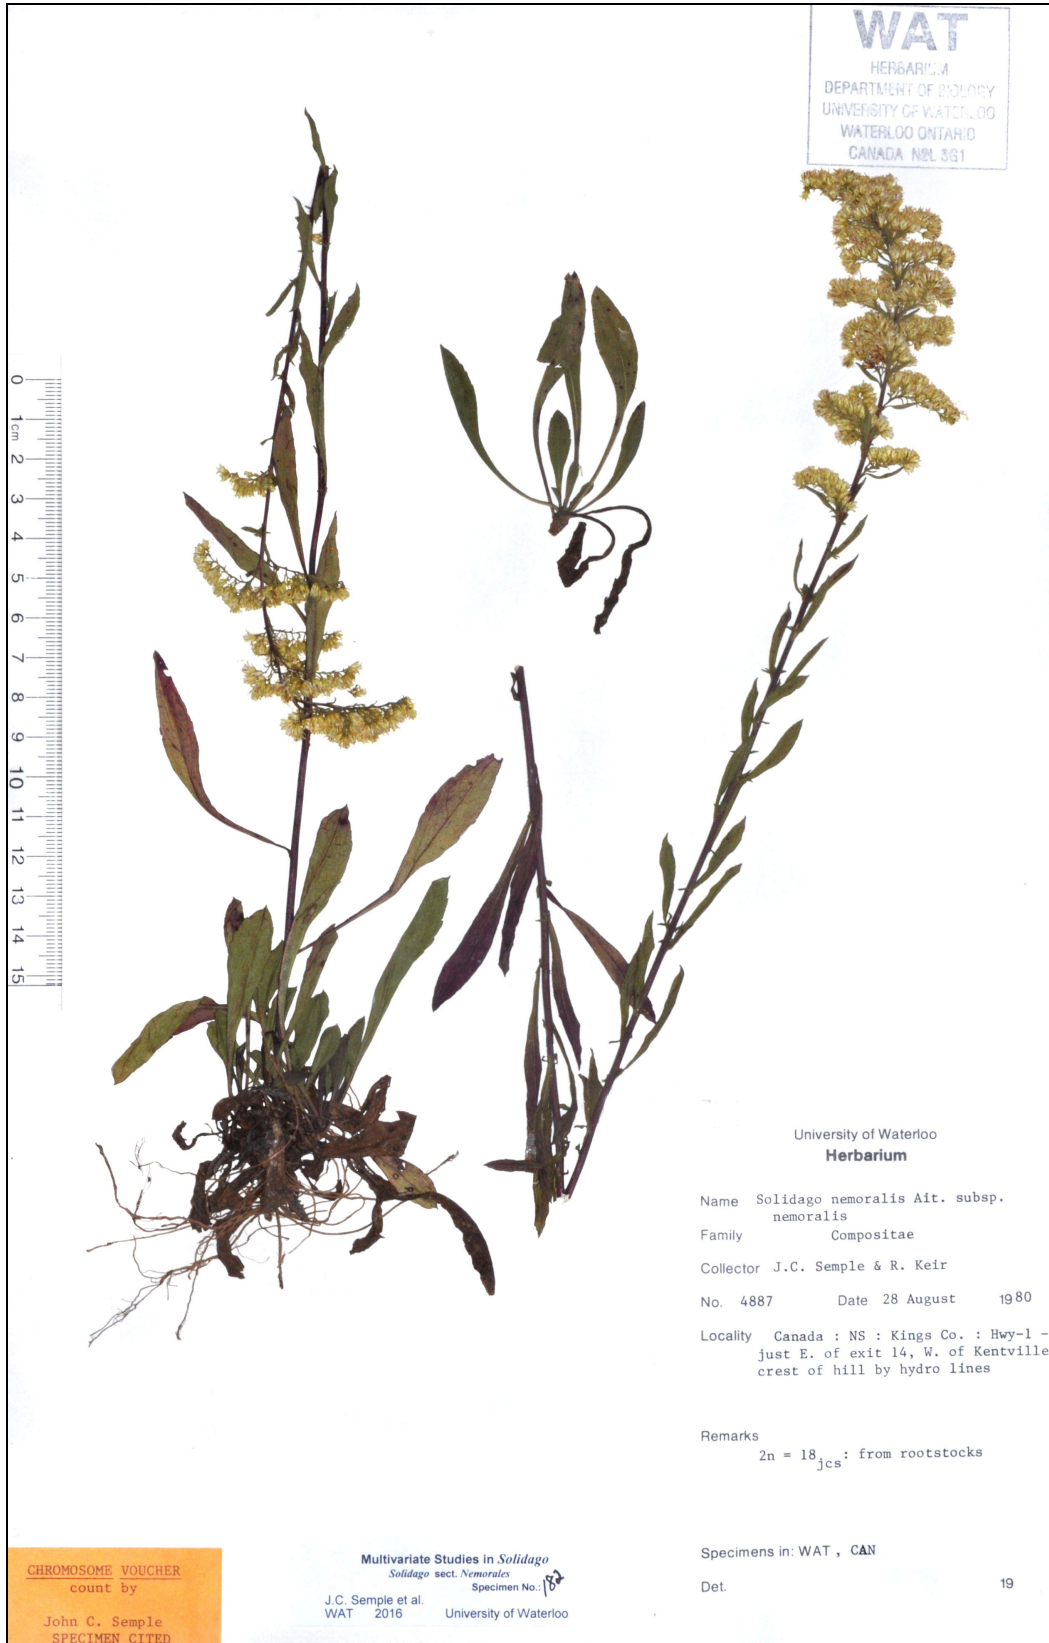 WAT
HERBARIUM
DEPARTMENT OF BIOLOGY
UNIVERSITY OF WATERLOO
WATERLOO ONTARIO
CANADA N2L 3G1
0
1cm
2
3
4
5
6
7
8
9
10
11
12
13
14
15
University of Waterloo
Herbarium
Name Solidago nemoralis Ait. subsp.
nemoralis
Family Compositae
Collector J.C. Semple & R. Keir
No. 4887 Date 28 August 1980
Locality Canada : NS : Kings Co. : Hwy-1 -
just E. of exit 14, W. of Kentville
crest of hill by hydro lines
Remarks
2n = 18 jcs: from rootstocks
Specimens in: WAT, CAN
Det. 19
CHROMOSOME VOUCHER
count by
John C. Semple
SPECIMEN CITED
Multivariate Studies in Solidago
Solidago sect. Nemorales
Specimen No.: 182
J.C. Semple et al.
WAT 2016 University of Waterloo